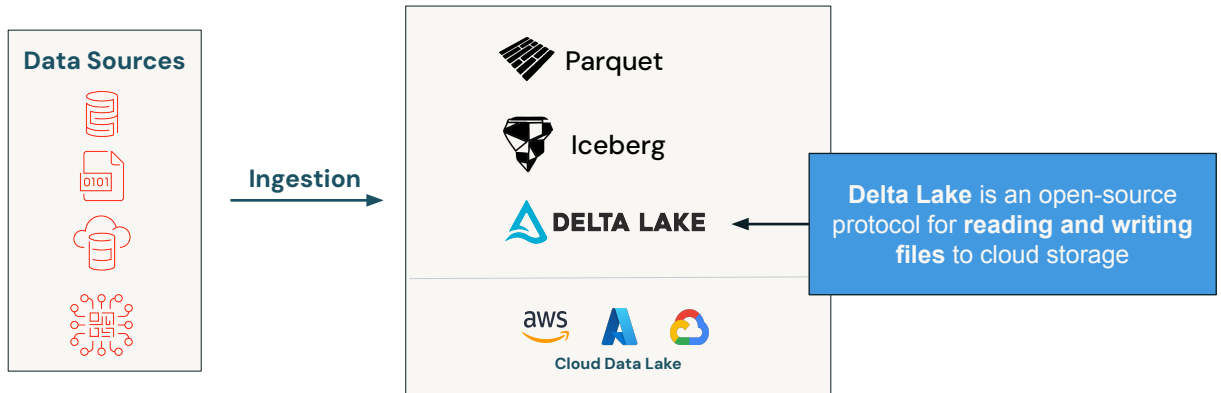 Data Sources
0101
Ingestion
Parquet
Iceberg
DELTA LAKE
aws
Cloud Data Lake
Delta Lake is an open-source
protocol for reading and writing
files to cloud storage